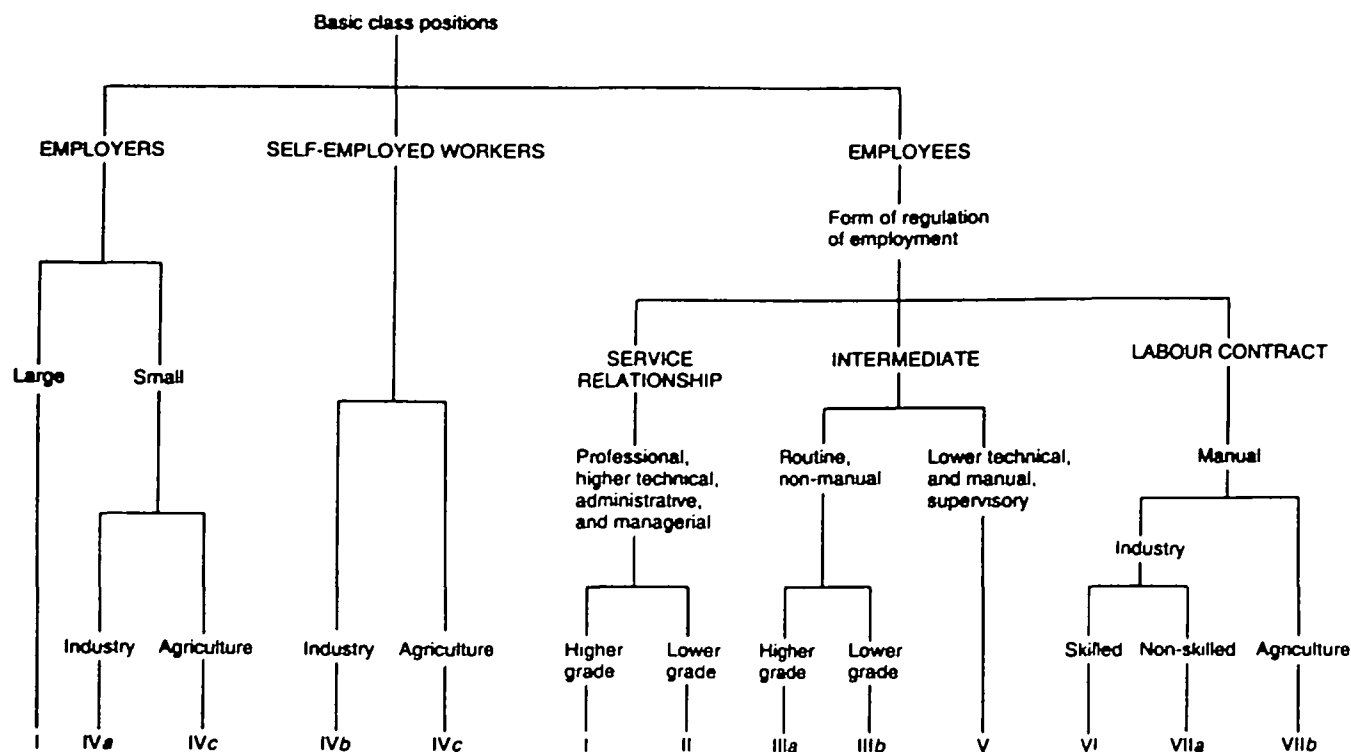 Basic class positions
EMPLOYERS
SELF-EMPLOYED WORKERS
EMPLOYEES
Form of regulation
of employment
Large
Small
SERVICE
RELATIONSHIP
INTERMEDIATE
LABOUR CONTRACT
Professional,
higher technical,
administrative,
and managerial
Routine,
non-manual
Lower technical,
and manual,
supervisory
Manual
Industry
Industry
Agriculture
Industry
Agriculture
Higher
grade
Lower
grade
Higher
grade
Lower
grade
Skilled
Non-skilled
Agriculture
I
IVa
IVc
IVb
IVc
I
II
IIIa
IIIb
V
VI
VIIa
VIIb